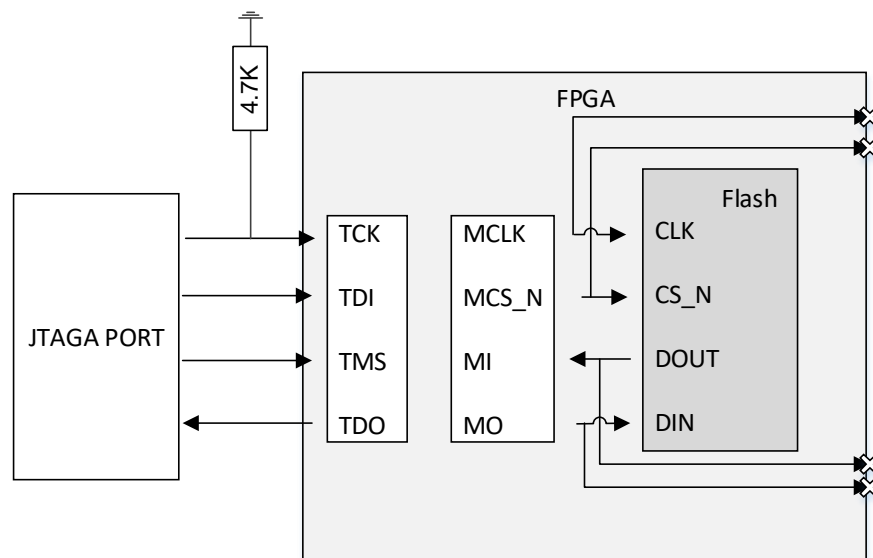 4.7K
FPGA
Flash
TCK
MCLK
CLK
TDI
MCS_N
CS_N
JTAGA PORT
TMS
MI
DOUT
TDO
MO
DIN